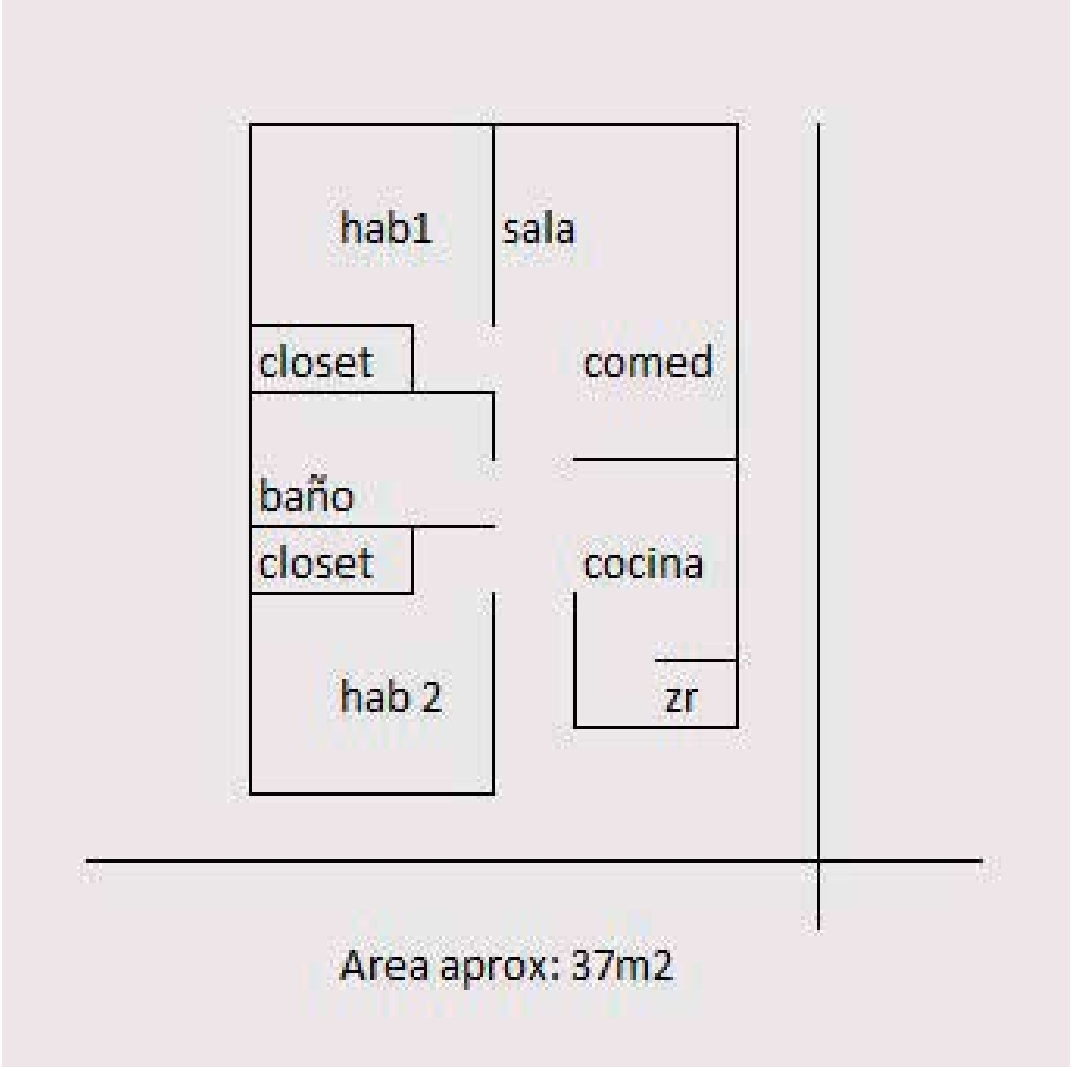 hab1
sala
closet
comed
baño
closet
cocina
hab 2
zr
Area aprox: 37m2